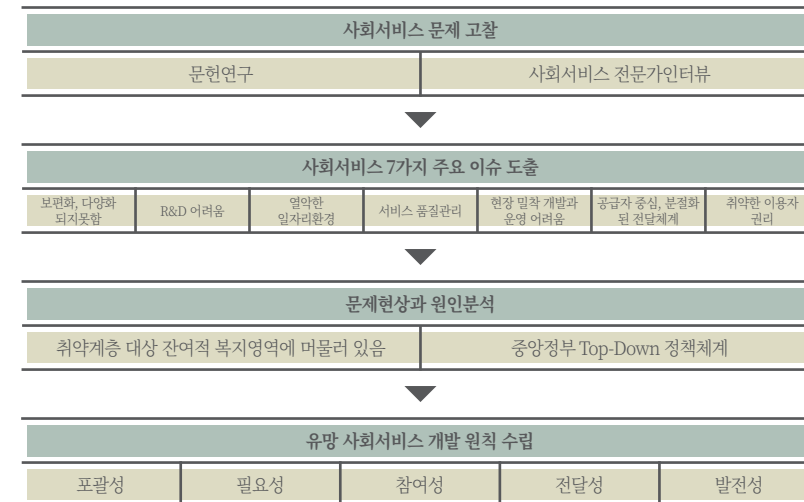 사회서비스 문제 고찰
문헌연구
사회서비스 전문가인터뷰
사회서비스 7가지 주요 이슈 도출
보편화, 다양화
되지못함
R&D 어려움
열악한
일자리환경
서비스 품질관리
현장 밀착 개발과
운영 어려움
공급자 중심, 분절화
된 전달체계
취약한 이용자
권리
문제현상과 원인분석
취약계층 대상 잔여적 복지영역에 머물러 있음
중앙정부 Top-Down 정책체계
유망 사회서비스 개발 원칙 수립
포괄성
필요성
참여성
전달성
발전성